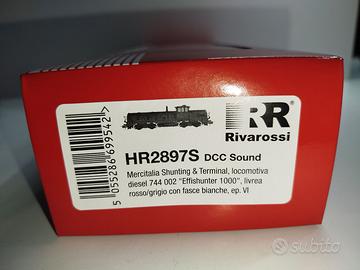 RR
Rivarossi
HR2897S DCC Sound
Mercitalia Shunting & Terminal, locomotiva
diesel 744 002 "Effishunter 1000", livrea
rosso/grigio con fasce bianche, ep. VI
5 055286 699542
subito